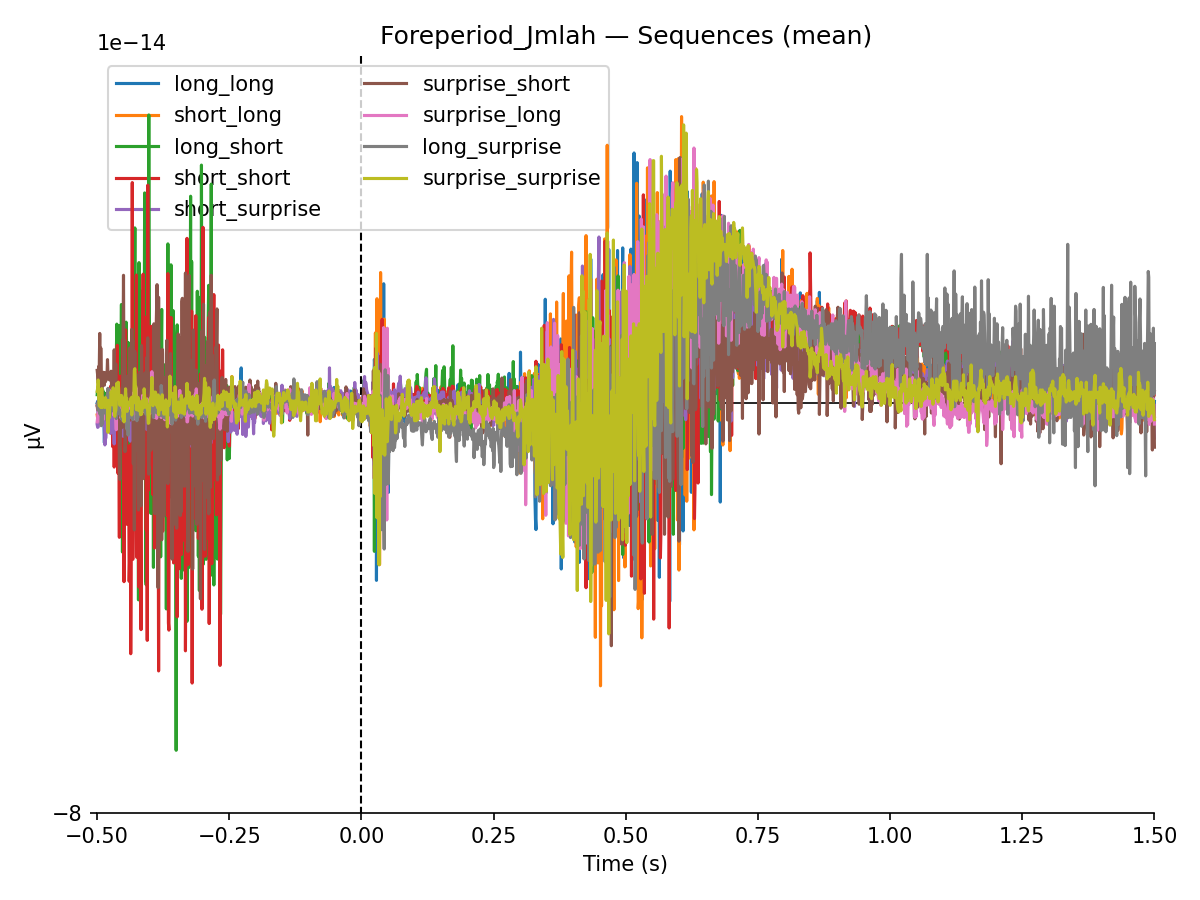 Foreperiod_Jmlah — Sequences (mean)
1e−14
long_long
short_long
long_short
short_short
short_surprise
surprise_short
surprise_long
long_surprise
surprise_surprise
µV
−8
−0.50 −0.25 0.00 0.25 0.50 0.75 1.00 1.25 1.50
Time (s)